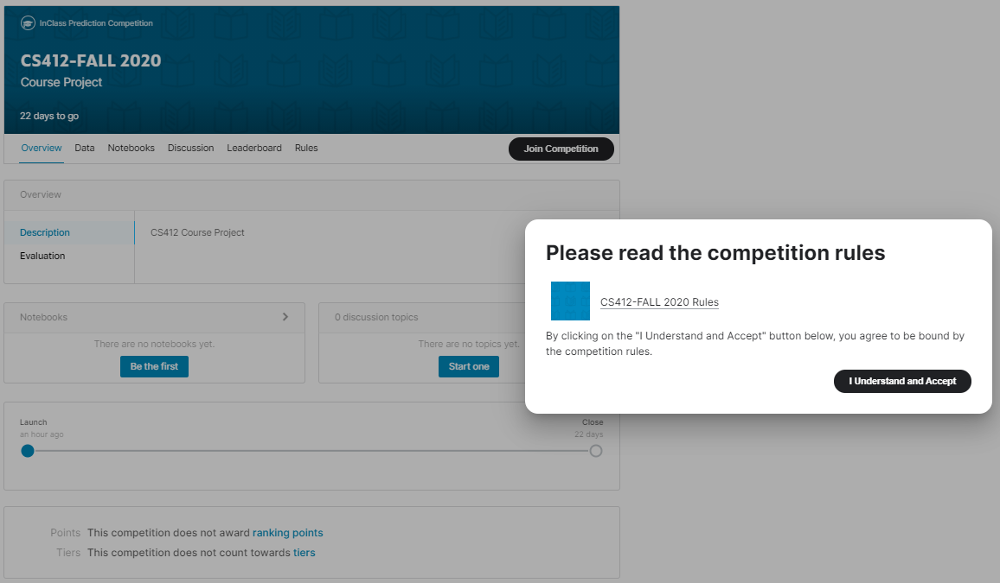 InClass Prediction Competition
CS412-FALL 2020
Course Project
22 days to go
Overview Data Notebooks Discussion Leaderboard Rules Join Competition
Overview
Description CS412 Course Project
Evaluation
Please read the competition rules
CS412-FALL 2020 Rules
By clicking on the "I Understand and Accept" button below, you agree to be bound by
the competition rules.
I Understand and Accept
Notebooks
There are no notebooks yet.
Be the first
0 discussion topics
There are no topics yet.
Start one
Launch Close
an hour ago 22 days
Points This competition does not award ranking points
Tiers This competition does not count towards tiers